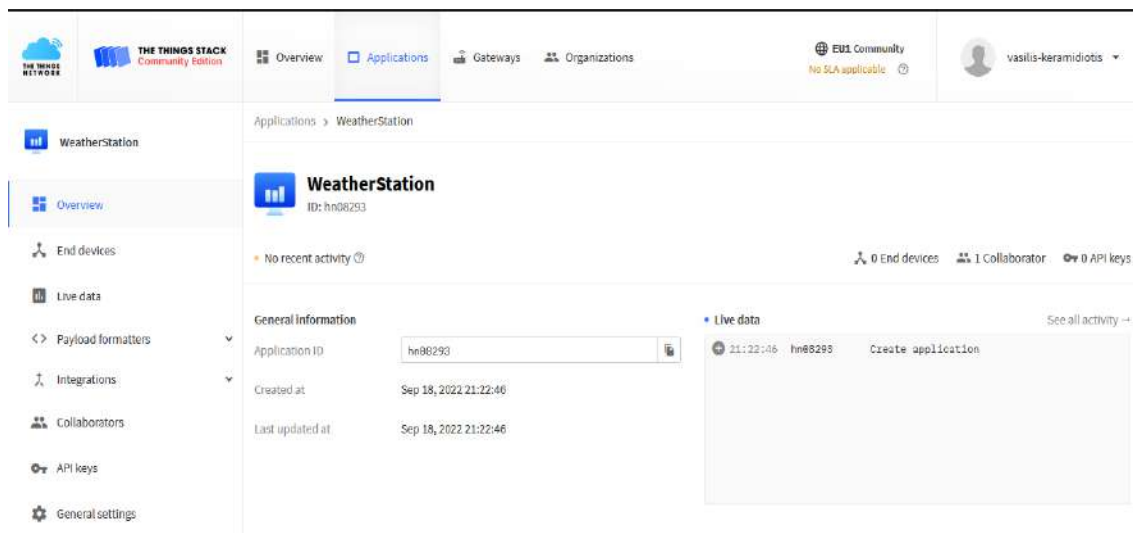 THE THINGS NETWORK
THE THINGS STACK
Community Edition
Overview
Applications
Gateways
Organizations
EU1 Community
No SLA applicable
vasilis-keramidiotis
WeatherStation
Overview
End devices
Live data
Payload formatters
Integrations
Collaborators
API keys
General settings
Applications > WeatherStation
WeatherStation
ID: hn08293
No recent activity
0 End devices 1 Collaborator 0 API keys
General information
Application ID hn08293
Created at Sep 18, 2022 21:22:46
Last updated at Sep 18, 2022 21:22:46
Live data See all activity →
21:22:46 hn08293 Create application